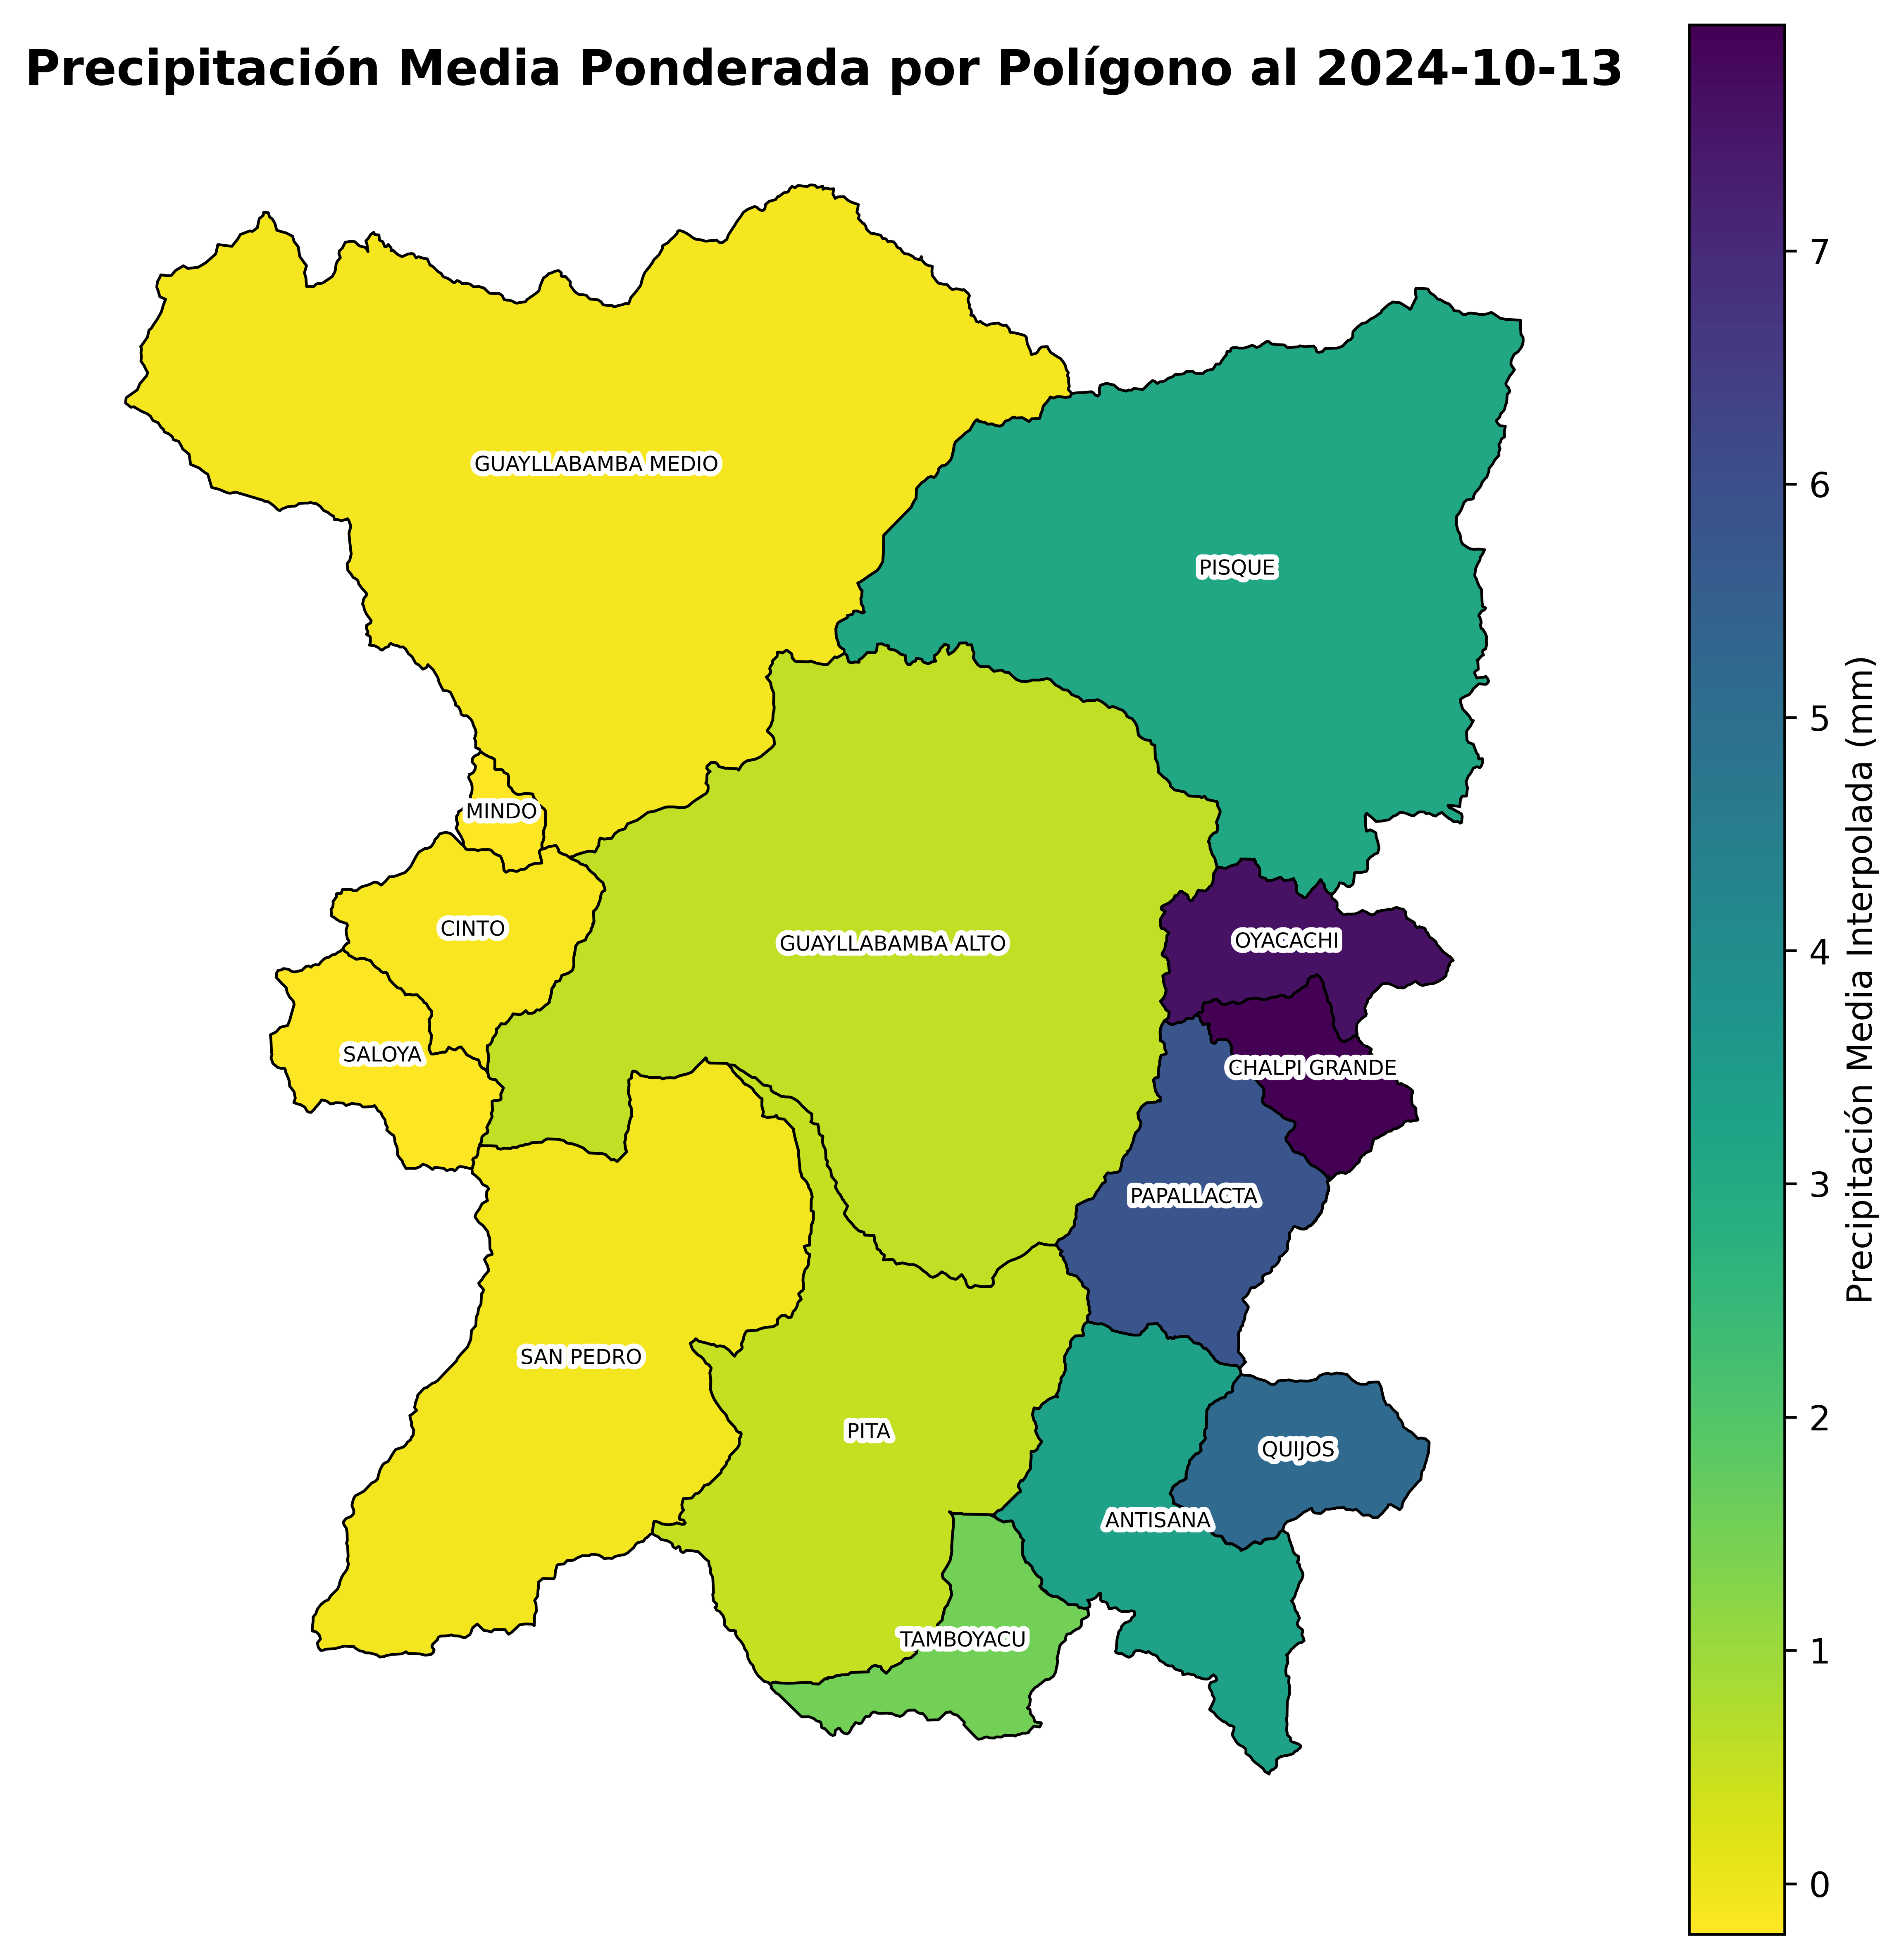 Precipitación Media Ponderada por Polígono al 2024-10-13
GUAYLLABAMBA MEDIO
PISQUE
MINDO
CINTO
GUAYLLABAMBA ALTO
OYACACHI
SALOYA
CHALPI GRANDE
PAPALLACTA
SAN PEDRO
PITA
QUIJOS
ANTISANA
TAMBOYACU
7
6
5
4
3
2
1
0
Precipitación Media Interpolada (mm)